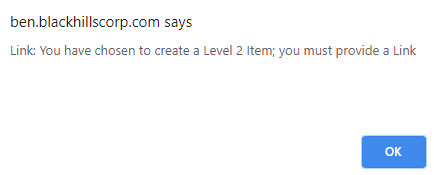 ben.blackhillscorp.com says
Link: You have chosen to create a Level 2 Item; you must provide a Link
OK